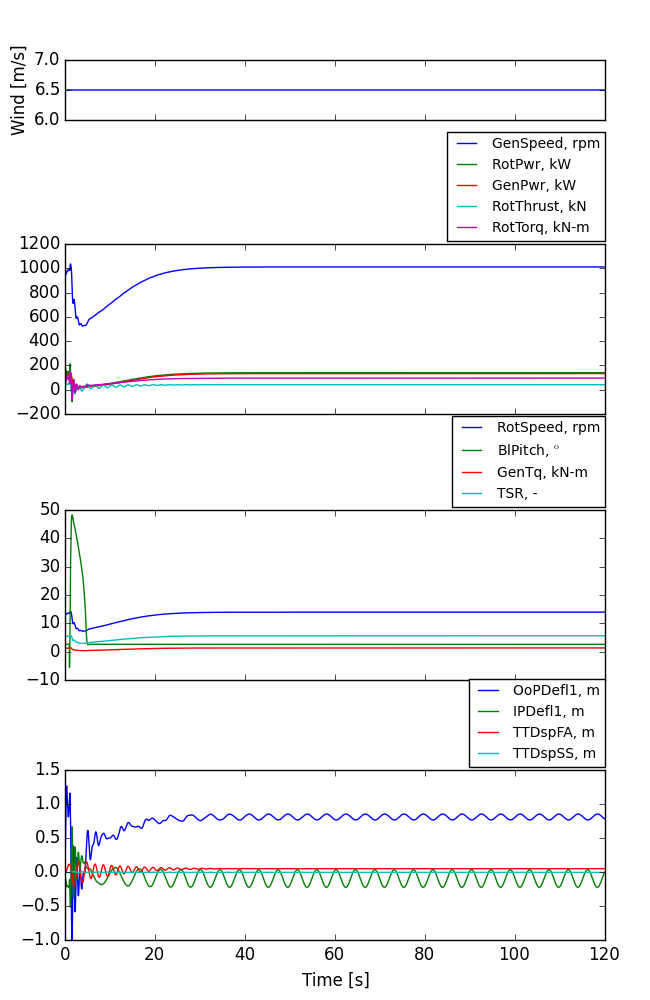 Wind [m/s]
7.0
6.5
6.0
GenSpeed, rpm
RotPwr, kW
GenPwr, kW
RotThrust, kN
RotTorq, kN-m
1200
1000
800
600
400
200
0
−200
RotSpeed, rpm
BlPitch, °
GenTq, kN-m
TSR, -
50
40
30
20
10
0
−10
OoPDefl1, m
IPDefl1, m
TTDspFA, m
TTDspSS, m
1.5
1.0
0.5
0.0
−0.5
−1.0
0 20 40 60 80 100 120
Time [s]